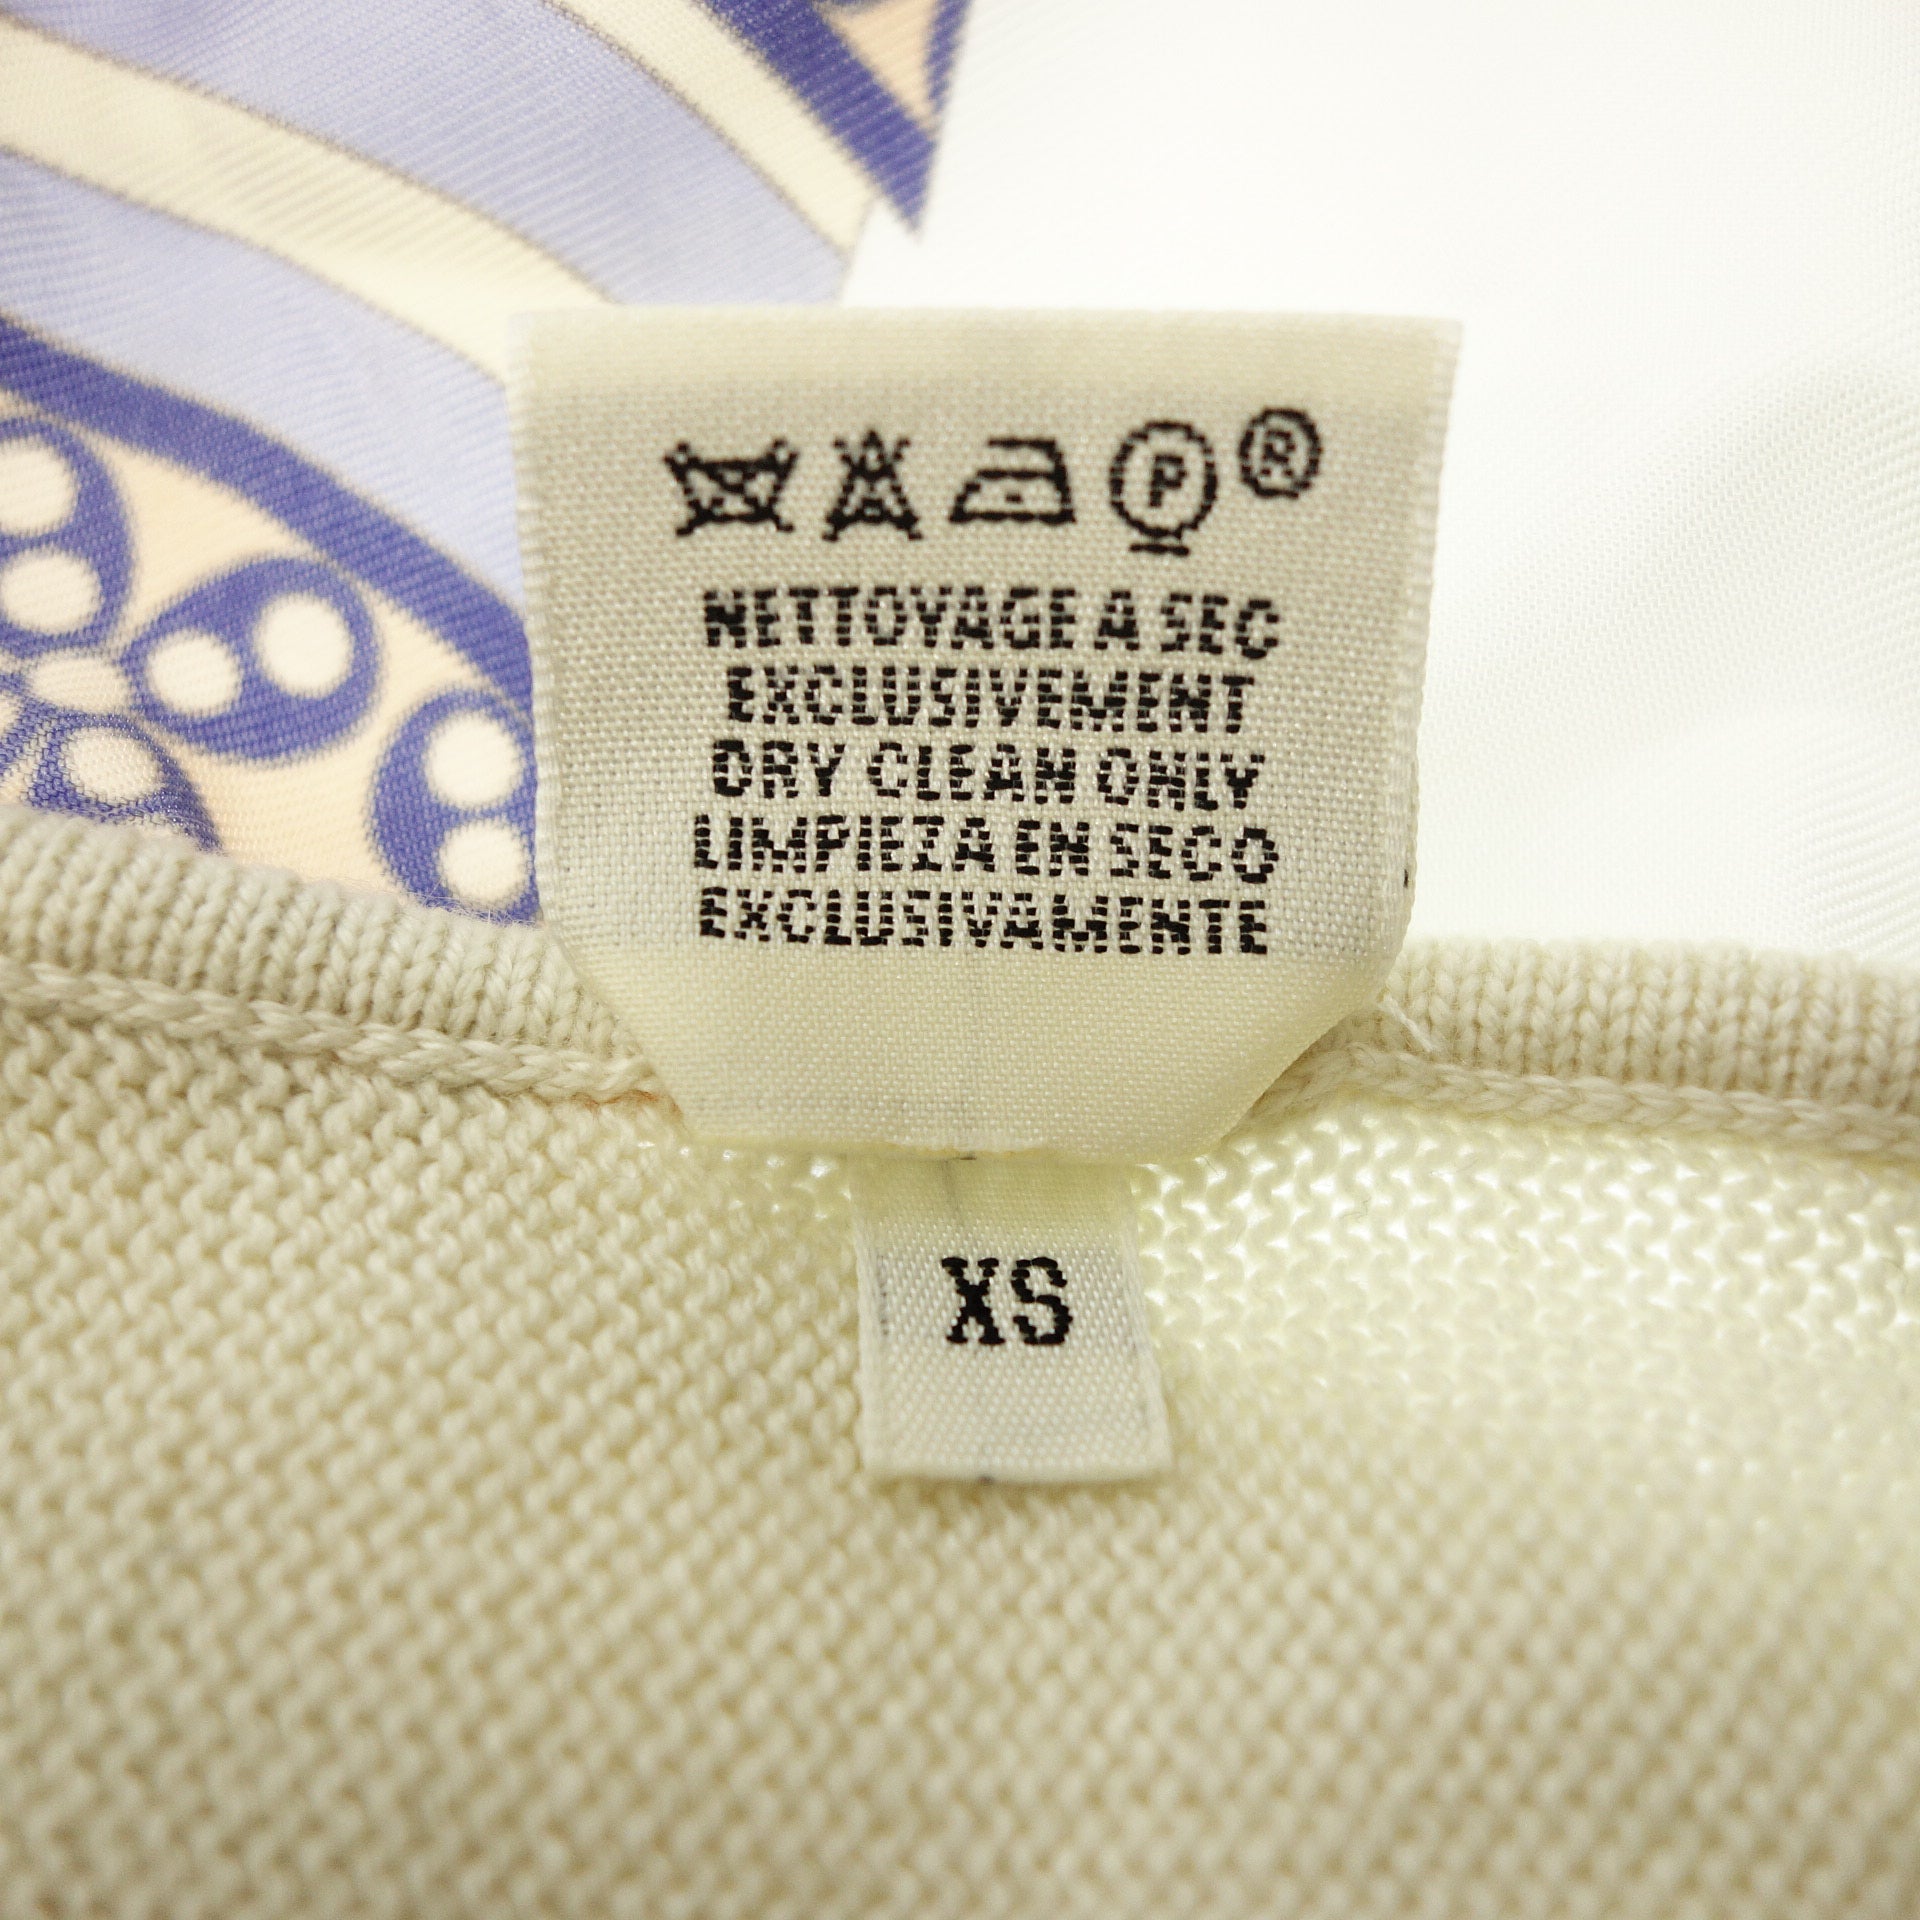 P ®
NETTOYAGE A SEC
EXCLUSIVEMENT
DRY CLEAN ONLY
LIMPIEZA EN SECO
EXCLUSIVAMENTE
XS